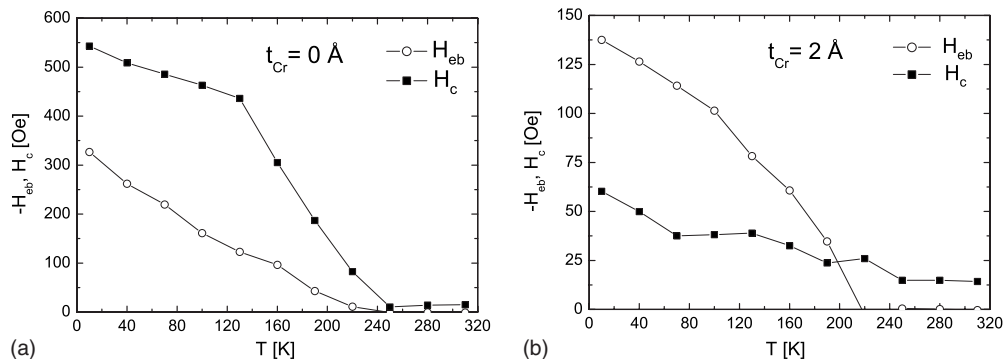 600
500
400
300
200
100
0
-H_eb, H_c [Oe]
t_Cr = 0 Å
H_eb
H_c
0 40 80 120 160 200 240 280 320
T [K]
(a)
150
125
100
75
50
25
0
-H_eb, H_c [Oe]
t_Cr = 2 Å
H_eb
H_c
0 40 80 120 160 200 240 280 320
T [K]
(b)